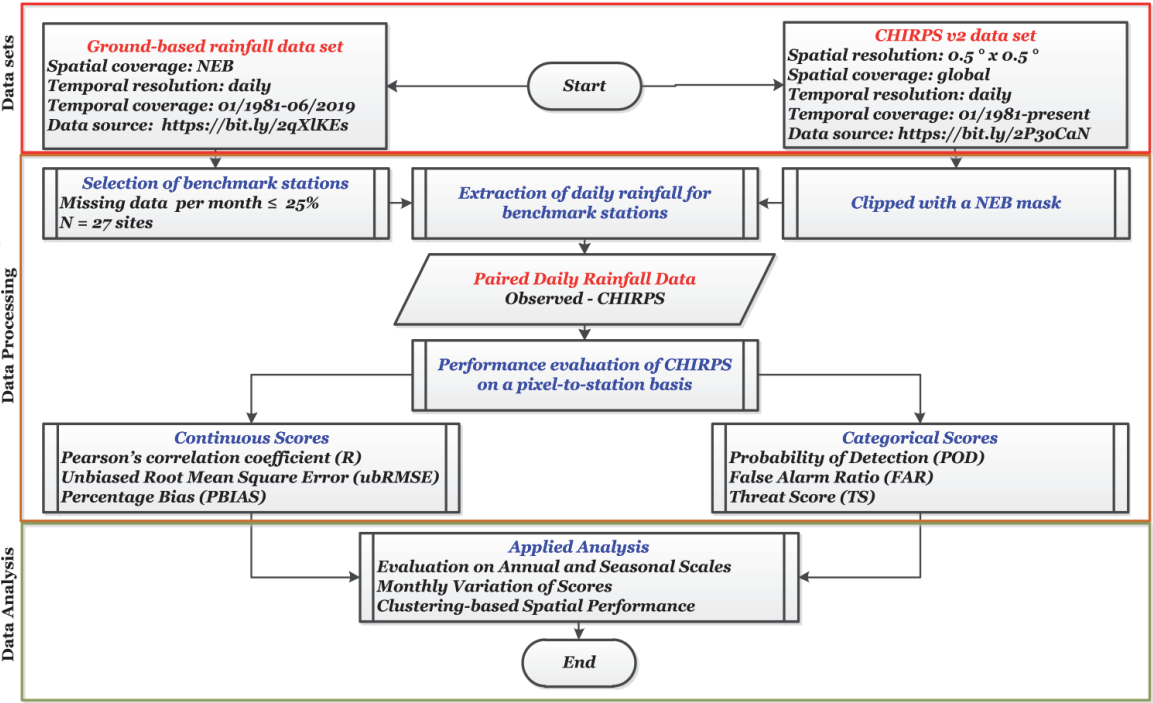 Data sets
Ground-based rainfall data set
Spatial coverage: NEB
Temporal resolution: daily
Temporal coverage: 01/1981-06/2019
Data source: https://bit.ly/2qXlKEs
Start
CHIRPS v2 data set
Spatial resolution: 0.5 ° x 0.5 °
Spatial coverage: global
Temporal resolution: daily
Temporal coverage: 01/1981-present
Data source: https://bit.ly/2P3oCaN
Data Processing
Selection of benchmark stations
Missing data per month ≤ 25%
N = 27 sites
Extraction of daily rainfall for
benchmark stations
Clipped with a NEB mask
Paired Daily Rainfall Data
Observed - CHIRPS
Performance evaluation of CHIRPS
on a pixel-to-station basis
Continuous Scores
Pearson's correlation coefficient (R)
Unbiased Root Mean Square Error (ubRMSE)
Percentage Bias (PBIAS)
Categorical Scores
Probability of Detection (POD)
False Alarm Ratio (FAR)
Threat Score (TS)
Data Analysis
Applied Analysis
Evaluation on Annual and Seasonal Scales
Monthly Variation of Scores
Clustering-based Spatial Performance
End